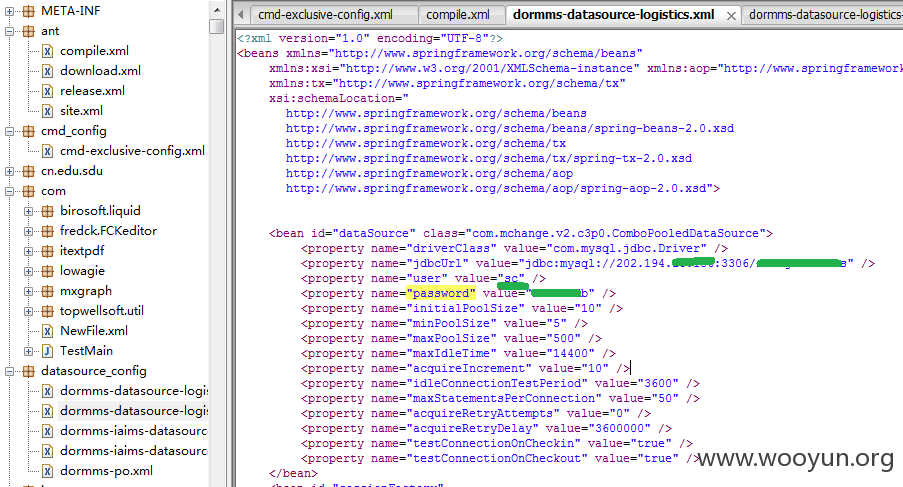 META-INF
ant
compile.xml
download.xml
release.xml
site.xml
cmd_config
cmd-exclusive-config.xml
cn.edu.sdu
com
birosoft.liquid
fredck.FCKeditor
itextpdf
lowagie
mxgraph
topwellsoft.util
NewFile.xml
TestMain
datasource_config
dormms-datasource-logis
dormms-datasource-logis
dormms-iaims-datasourc
dormms-iaims-datasourc
dormms-po.xml
cmd-exclusive-config.xml compile.xml dormms-datasource-logistics.xml dormms-datasource-logistics-
<?xml version="1.0" encoding="UTF-8"?>
<beans xmlns="http://www.springframework.org/schema/beans"
xmlns:xsi="http://www.w3.org/2001/XMLSchema-instance" xmlns:aop="http://www.springframework
xmlns:tx="http://www.springframework.org/schema/tx"
xsi:schemaLocation="
http://www.springframework.org/schema/beans
http://www.springframework.org/schema/beans/spring-beans-2.0.xsd
http://www.springframework.org/schema/tx
http://www.springframework.org/schema/tx/spring-tx-2.0.xsd
http://www.springframework.org/schema/aop
http://www.springframework.org/schema/aop/spring-aop-2.0.xsd">
<bean id="dataSource" class="com.mchange.v2.c3p0.ComboPooledDataSource">
<property name="driverClass" value="com.mysql.jdbc.Driver" />
<property name="jdbcUrl" value="jdbc:mysql://202.194. :3306/ s" />
<property name="user" value="sc" />
<property name="password" value=" b" />
<property name="initialPoolSize" value="10" />
<property name="minPoolSize" value="5" />
<property name="maxPoolSize" value="500" />
<property name="maxIdleTime" value="14400" />
<property name="acquireIncrement" value="10" />
<property name="idleConnectionTestPeriod" value="3600" />
<property name="maxStatementsPerConnection" value="50" />
<property name="acquireRetryAttempts" value="0" />
<property name="acquireRetryDelay" value="3600000" />
<property name="testConnectionOnCheckin" value="true" />
<property name="testConnectionOnCheckout" value="true" />
</bean>
www.wooyun.org